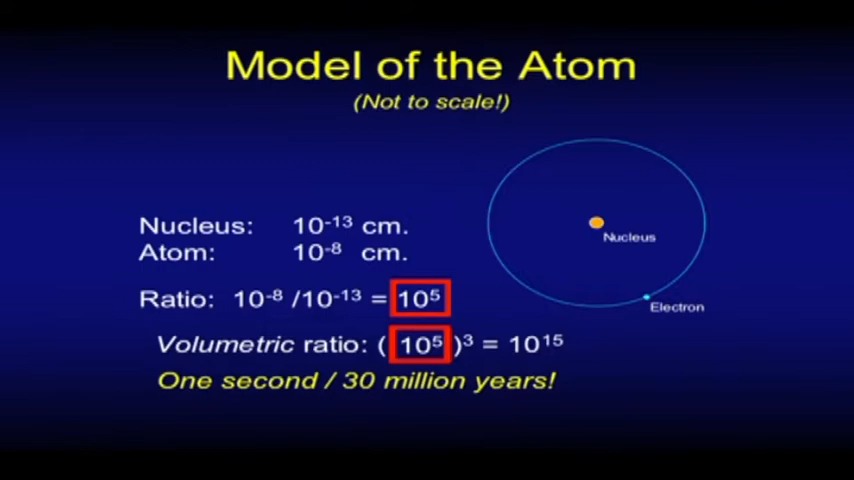 Model of the Atom
(Not to scale!)
Nucleus: 10⁻¹³ cm.
Atom: 10⁻⁸ cm.
Ratio: 10⁻⁸ /10⁻¹³ = 10⁵
Volumetric ratio: ( 10⁵ )³ = 10¹⁵
One second / 30 million years!
Nucleus
Electron